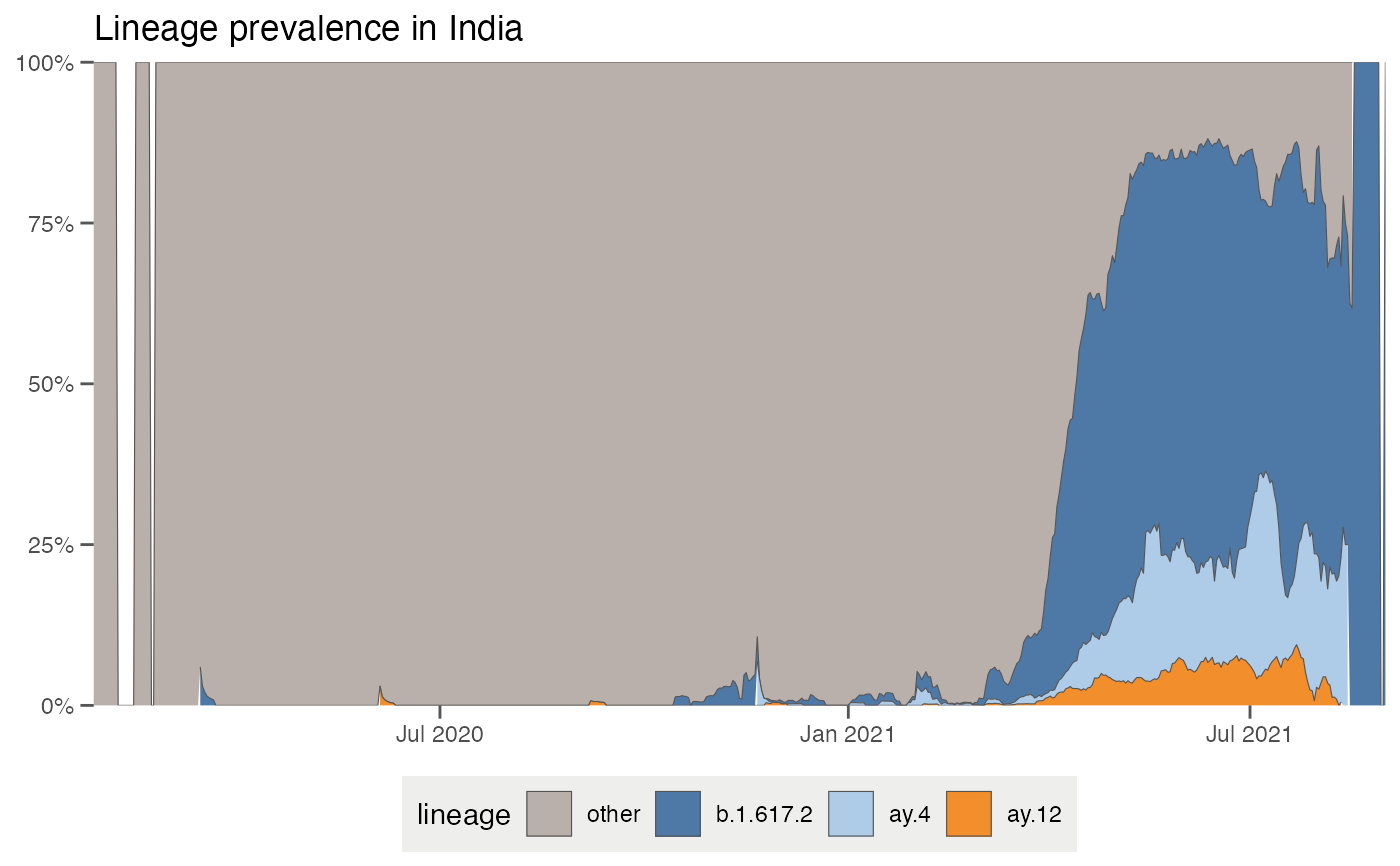 Lineage prevalence in India
100%
75%
50%
25%
0%
Jul 2020 Jan 2021 Jul 2021
lineage other b.1.617.2 ay.4 ay.12